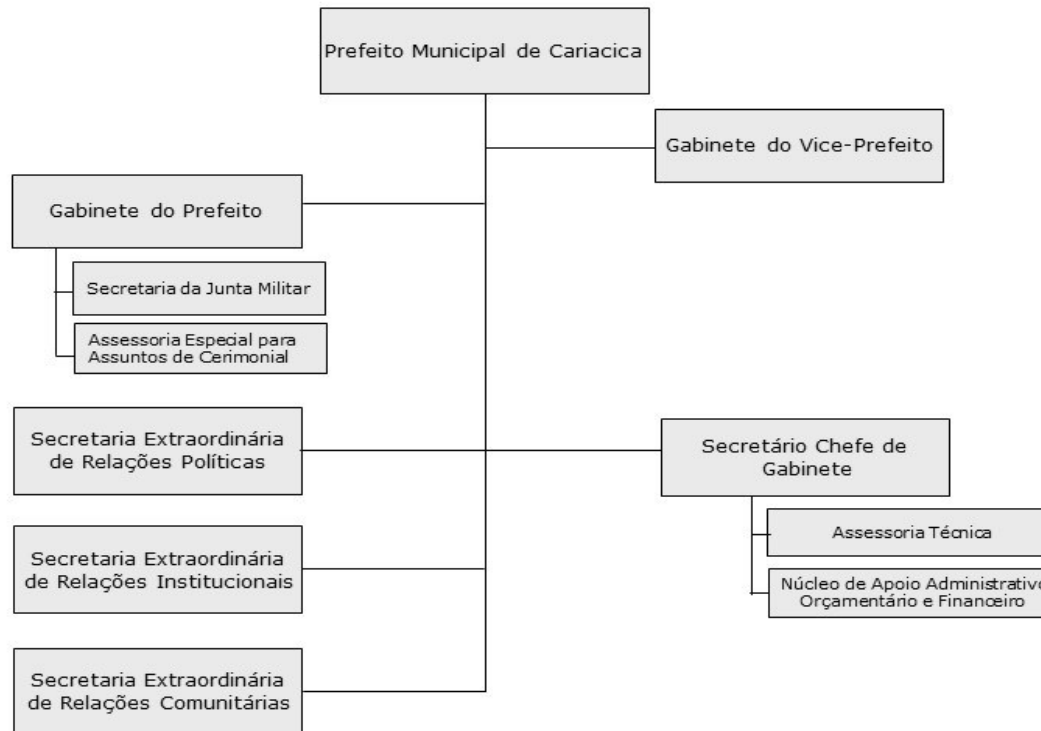 Prefeito Municipal de Cariacica
Gabinete do Vice-Prefeito
Gabinete do Prefeito
Secretaria da Junta Militar
Assessoria Especial para
Assuntos de Cerimonial
Secretaria Extraordinária
de Relações Políticas
Secretário Chefe de
Gabinete
Assessoria Técnica
Secretaria Extraordinária
de Relações Institucionais
Núcleo de Apoio Administrativo
Orçamentário e Financeiro
Secretaria Extraordinária
de Relações Comunitárias